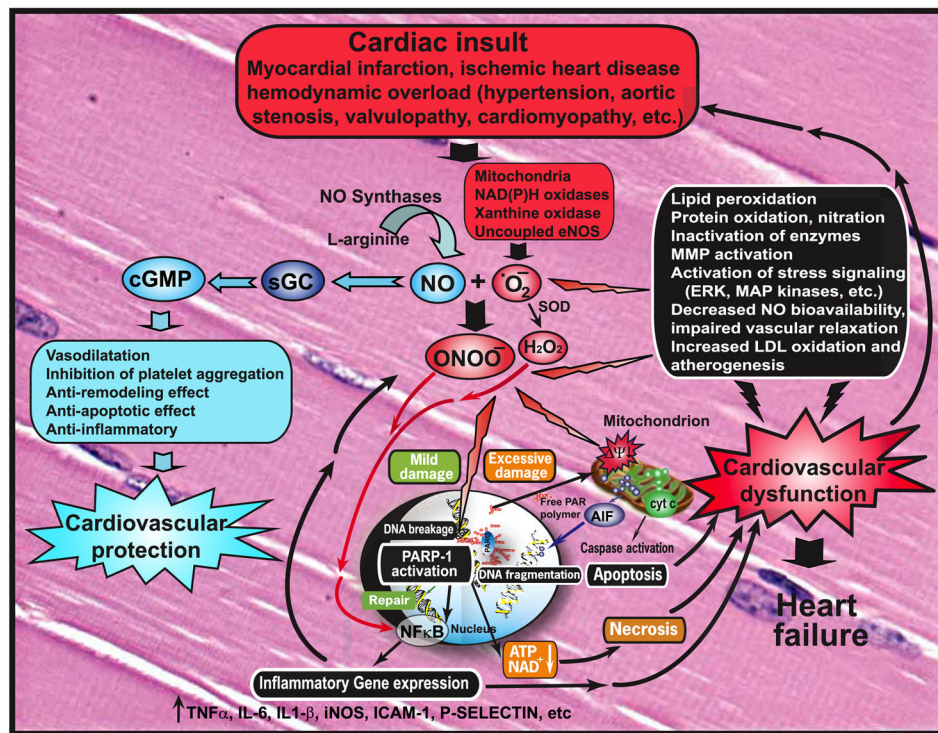 Cardiac insult
Myocardial infarction, ischemic heart disease
hemodynamic overload (hypertension, aortic
stenosis, valvulopathy, cardiomyopathy, etc.)
Mitochondria
NAD(P)H oxidases
Xanthine oxidase
Uncoupled eNOS
NO Synthases
L-arginine
Lipid peroxidation
Protein oxidation, nitration
Inactivation of enzymes
MMP activation
Activation of stress signaling
(ERK, MAP kinases, etc.)
Decreased NO bioavailability,
impaired vascular relaxation
Increased LDL oxidation and
atherogenesis
cGMP
sGC
NO + •O₂⁻
SOD
ONOO⁻
H₂O₂
Vasodilatation
Inhibition of platelet aggregation
Anti-remodeling effect
Anti-apoptotic effect
Anti-inflammatory
Cardiovascular
protection
Mild
damage
Excessive
damage
Mitochondrion
ΔΨ↓
cyt c
AIF
Free PAR
polymer
Caspase activation
Cardiovascular
dysfunction
DNA breakage
PARG
PARP-1
activation
DNA fragmentation
Apoptosis
Repair
NFκB
Nucleus
ATP
NAD⁺
↓
Necrosis
Heart
failure
Inflammatory Gene expression
↑TNFα, IL-6, IL1-β, iNOS, ICAM-1, P-SELECTIN, etc